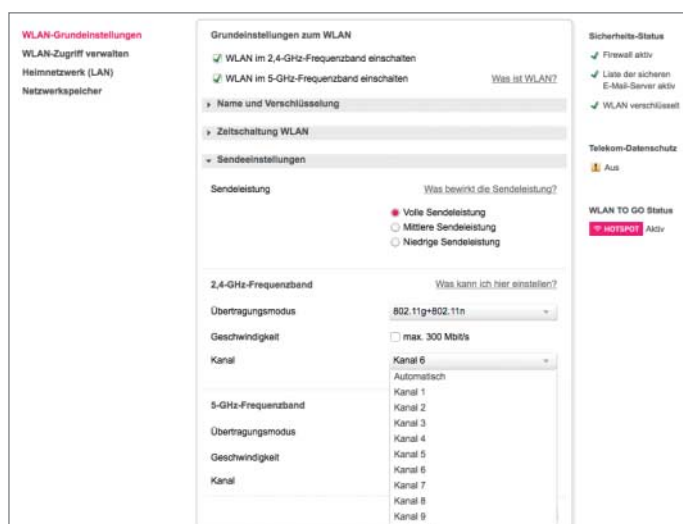 WLAN-Grundeinstellungen
WLAN-Zugriff verwalten
Heimnetzwerk (LAN)
Netzwerkspeicher
Grundeinstellungen zum WLAN
WLAN im 2,4-GHz-Frequenzband einschalten
WLAN im 5-GHz-Frequenzband einschalten
Was ist WLAN?
Name und Verschlüsselung
Zeitschaltung WLAN
Sendeeinstellungen
Sendeleistung
Was bewirkt die Sendeleistung?
Volle Sendeleistung
Mittlere Sendeleistung
Niedrige Sendeleistung
2,4-GHz-Frequenzband
Was kann ich hier einstellen?
Übertragungsmodus
802.11g+802.11n
Geschwindigkeit
max. 300 Mbit/s
Kanal
Kanal 6
Automatisch
Kanal 1
Kanal 2
Kanal 3
Kanal 4
Kanal 5
Kanal 6
Kanal 7
Kanal 8
Kanal 9
5-GHz-Frequenzband
Übertragungsmodus
Geschwindigkeit
Kanal
Sicherheits-Status
Firewall aktiv
Liste der sicheren
E-Mail-Server aktiv
WLAN verschlüsselt
Telekom-Datenschutz
Aus
WLAN TO GO Status
HOTSPOT Aktiv